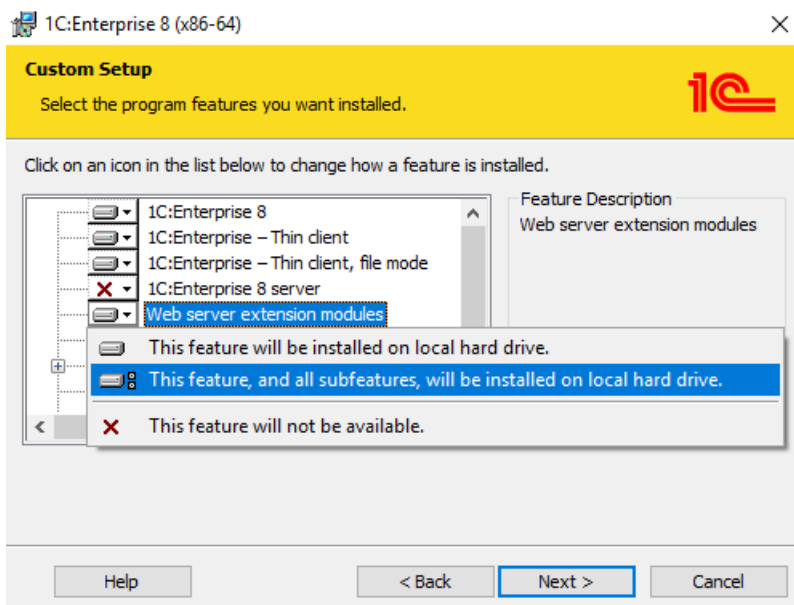 1C:Enterprise 8 (x86-64)
Custom Setup
Select the program features you want installed.
1C
Click on an icon in the list below to change how a feature is installed.
1C:Enterprise 8
1C:Enterprise – Thin client
1C:Enterprise – Thin client, file mode
1C:Enterprise 8 server
Web server extension modules
Feature Description
Web server extension modules
This feature will be installed on local hard drive.
This feature, and all subfeatures, will be installed on local hard drive.
This feature will not be available.
Help
< Back
Next >
Cancel